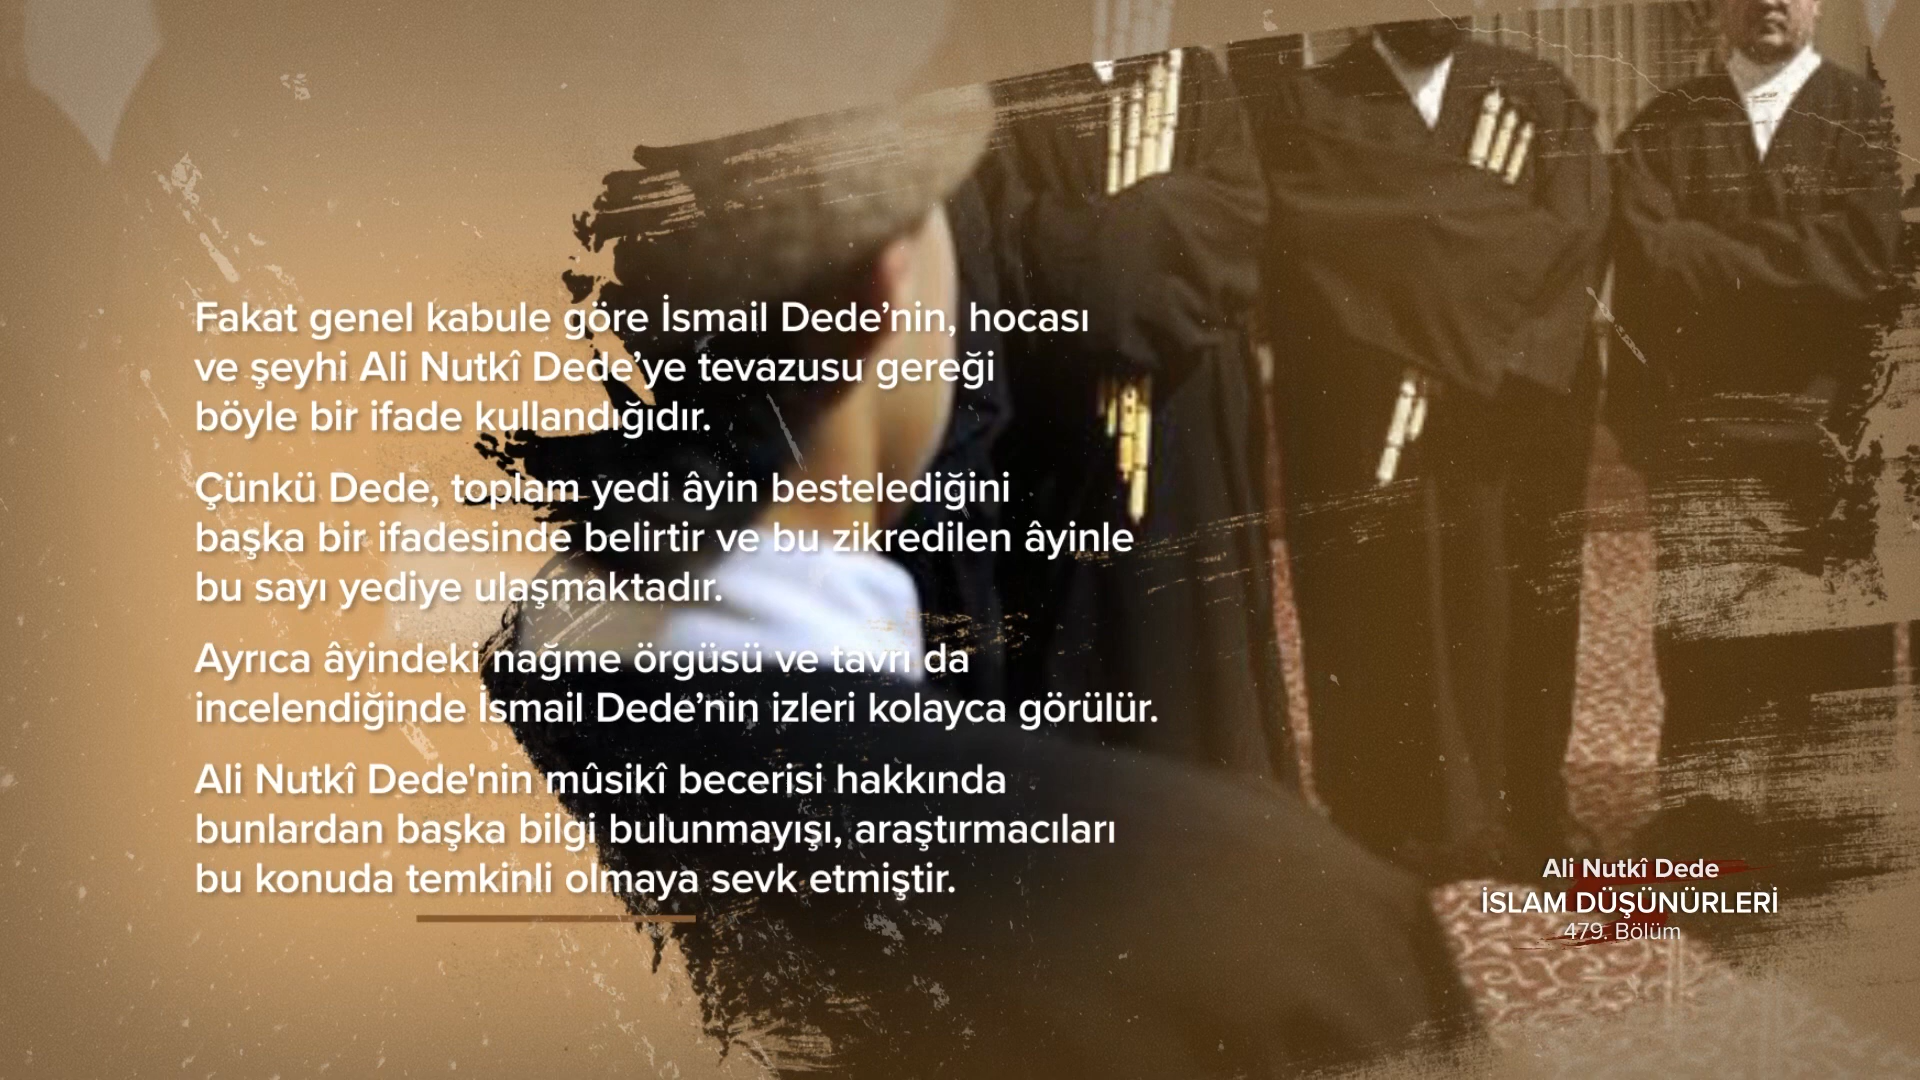 Fakat genel kabule göre İsmail Dede’nin, hocası
ve şeyhi Ali Nutkî Dede’ye tevazusu gereği
böyle bir ifade kullandığıdır.
Çünkü Dede, toplam yedi âyin bestelediğini
başka bir ifadesinde belirtir ve bu zikredilen âyinle
bu sayı yediye ulaşmaktadır.
Ayrıca âyindeki nağme örgüsü ve tavrı da
incelendiğinde İsmail Dede’nin izleri kolayca görülür.
Ali Nutkî Dede'nin mûsikî becerisi hakkında
bunlardan başka bilgi bulunmayışı, araştırmacıları
bu konuda temkinli olmaya sevk etmiştir.
Ali Nutkî Dede
İSLAM DÜŞÜNÜRLERİ
479. Bölüm